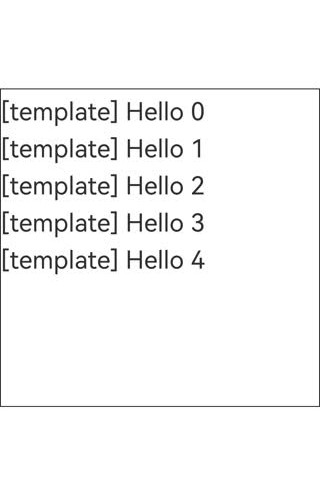 [template] Hello 0
[template] Hello 1
[template] Hello 2
[template] Hello 3
[template] Hello 4